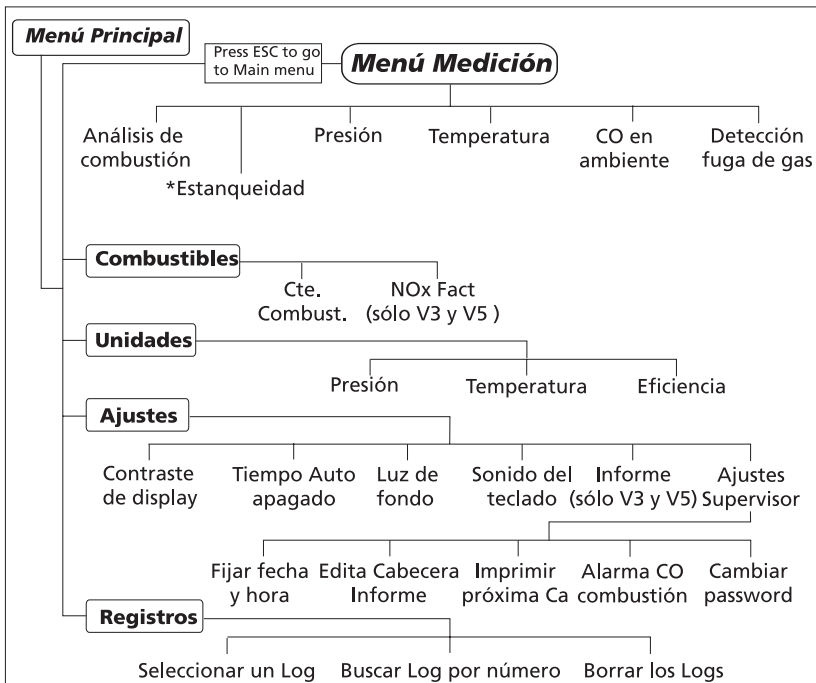 Menú Principal
Press ESC to go
to Main menu
Menú Medición
Análisis de
combustión
*Estanqueidad
Presión
Temperatura
CO en
ambiente
Detección
fuga de gas
Combustibles
Cte.
Combust.
NOx Fact
(sólo V3 y V5 )
Unidades
Presión
Temperatura
Eficiencia
Ajustes
Contraste
de display
Tiempo Auto
apagado
Luz de
fondo
Sonido del
teclado
Informe
(sólo V3 y V5)
Ajustes
Supervisor
Fijar fecha
y hora
Edita Cabecera
Informe
Imprimir
próxima Ca
Alarma CO
combustión
Cambiar
password
Registros
Seleccionar un Log
Buscar Log por número
Borrar los Logs